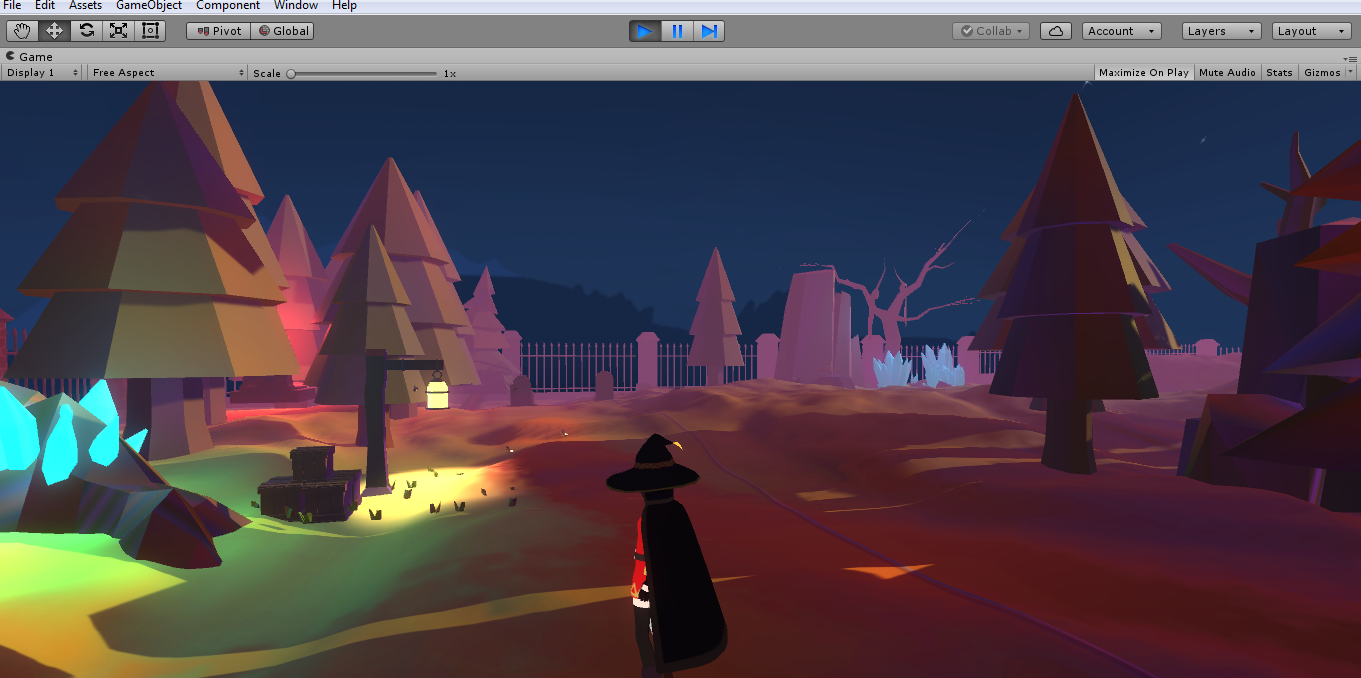 File Edit Assets GameObject Component Window Help
Pivot Global Collab Account Layers Layout
Game
Display 1 Free Aspect Scale 1x Maximize On Play Mute Audio Stats Gizmos